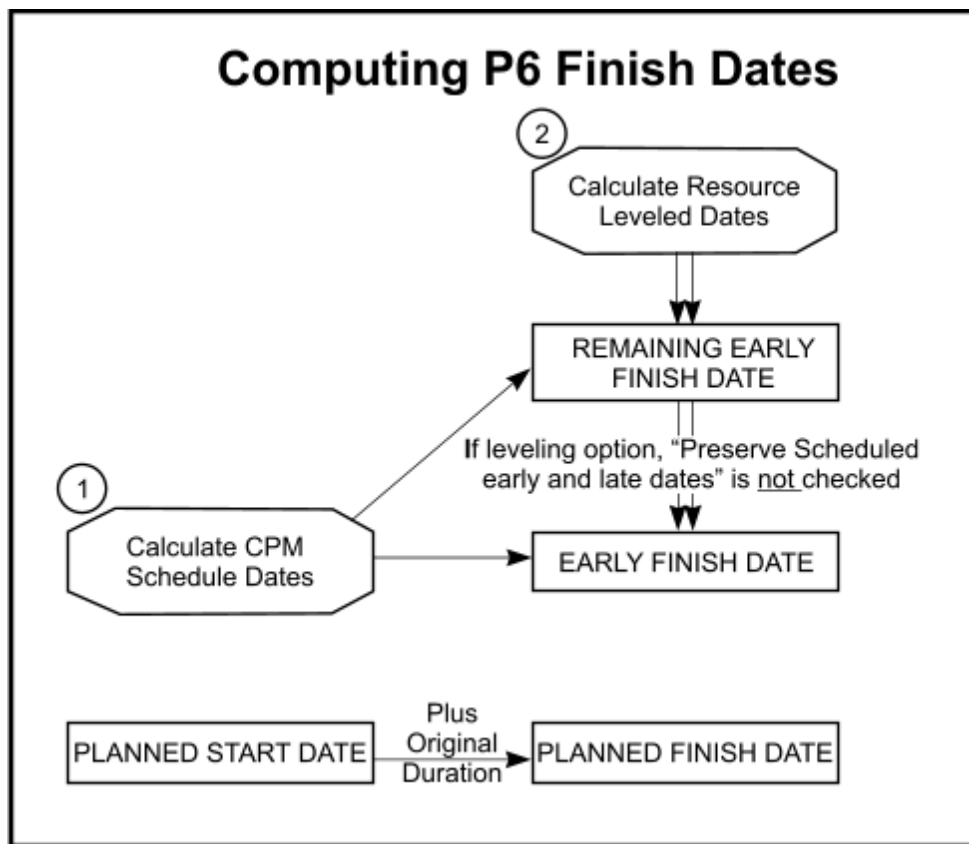 Computing P6 Finish Dates
2
Calculate Resource
Leveled Dates
REMAINING EARLY
FINISH DATE
If leveling option, “Preserve Scheduled
early and late dates” is not checked
1
Calculate CPM
Schedule Dates
EARLY FINISH DATE
PLANNED START DATE
Plus
Original
Duration
PLANNED FINISH DATE